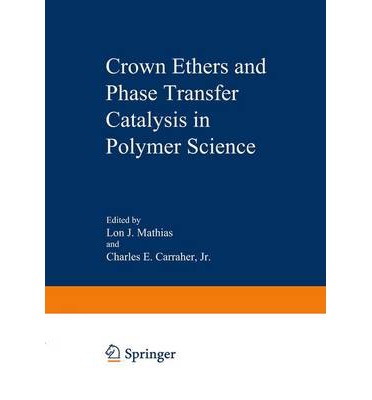 Crown Ethers and
Phase Transfer
Catalysis in
Polymer Science
Edited by
Lon J. Mathias
and
Charles E. Carraher, Jr.
Springer